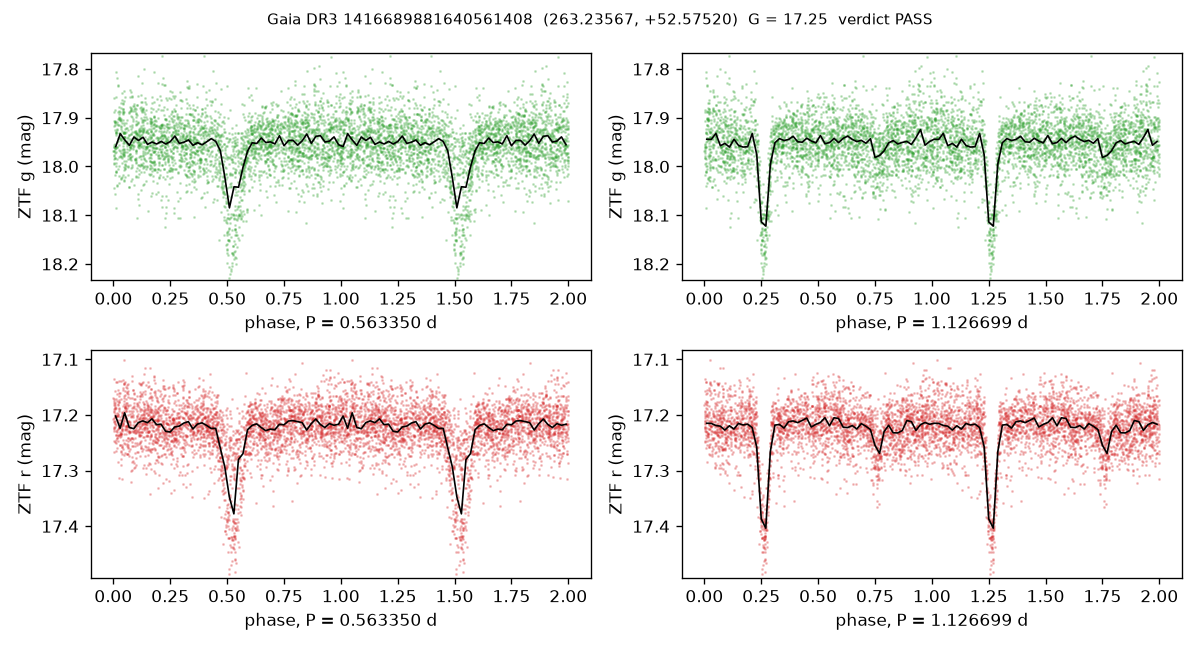 Gaia DR3 1416689881640561408  (263.23567, +52.57520)  G = 17.25  verdict PASS
ZTF g (mag)
17.8
17.9
18.0
18.1
18.2
0.00 0.25 0.50 0.75 1.00 1.25 1.50 1.75 2.00
phase, P = 0.563350 d
ZTF g (mag)
17.8
17.9
18.0
18.1
18.2
0.00 0.25 0.50 0.75 1.00 1.25 1.50 1.75 2.00
phase, P = 1.126699 d
ZTF r (mag)
17.1
17.2
17.3
17.4
0.00 0.25 0.50 0.75 1.00 1.25 1.50 1.75 2.00
phase, P = 0.563350 d
ZTF r (mag)
17.1
17.2
17.3
17.4
0.00 0.25 0.50 0.75 1.00 1.25 1.50 1.75 2.00
phase, P = 1.126699 d